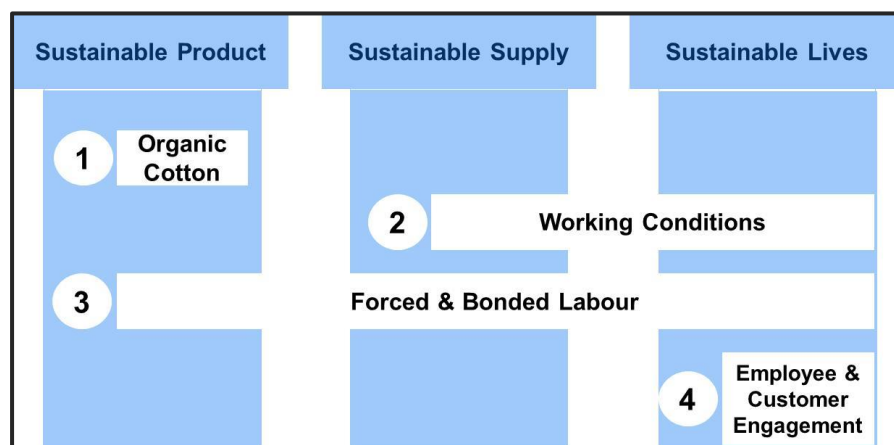 Sustainable Product
Sustainable Supply
Sustainable Lives
1
Organic
Cotton
2
Working Conditions
3
Forced & Bonded Labour
4
Employee &
Customer
Engagement